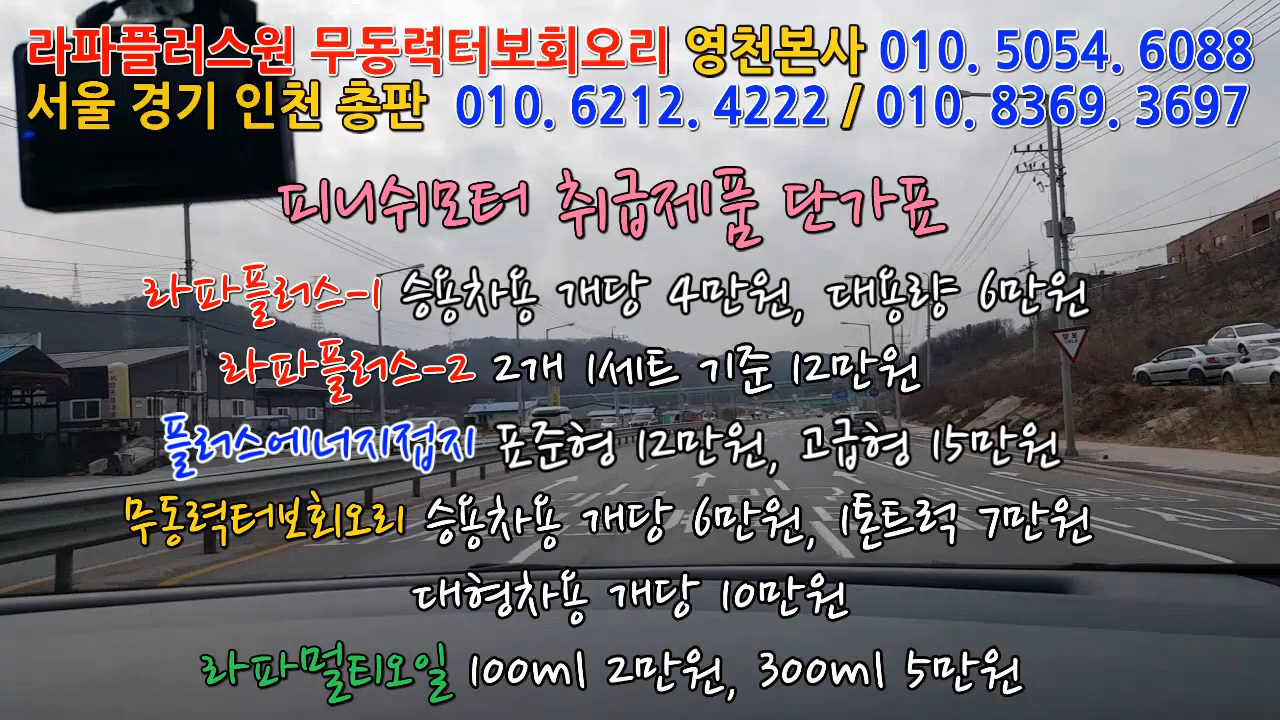 라파플러스원 무동력터보회오리 영천본사 010. 5054. 6088
서울 경기 인천 총판 010. 6212. 4222 / 010. 8369. 3697
피니쉬모터 취급제품 단가표
라파플러스-1 승용차용 개당 4만원, 대용량 6만원
라파플러스-2 2개 1세트 기준 12만원
플러스에너지접지 표준형 12만원, 고급형 15만원
무동력터보회오리 승용차용 개당 6만원, 1톤트럭 7만원
대형차용 개당 10만원
라파멀티오일 100ml 2만원, 300ml 5만원